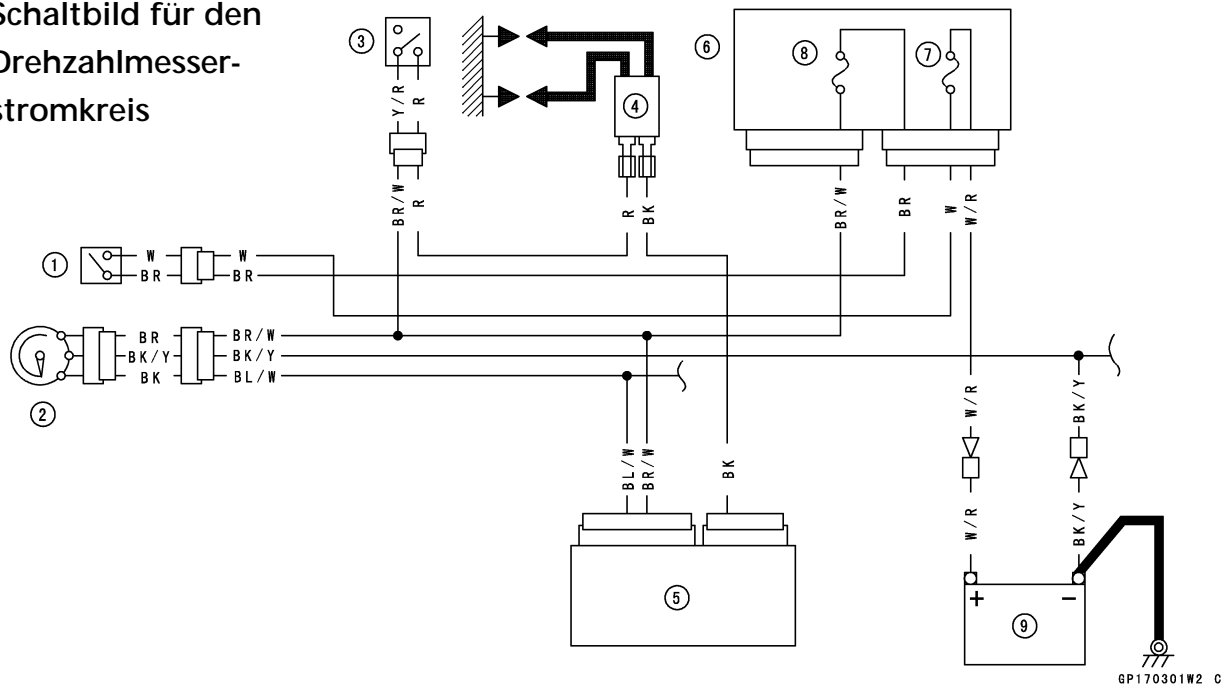 Schaltbild für den
Drehzahlmesser-
stromkreis
3
6
8
7
4
Y/R R
BR/W R
R BK
BR/W BR W W/R
1 W W
BR BR
BR BR/W
BK/Y BK/Y
BK BL/W
2
BL/W BR/W BK
W/R BK/Y
W/R BK/Y
5
+ −
9
GP170301W2 C